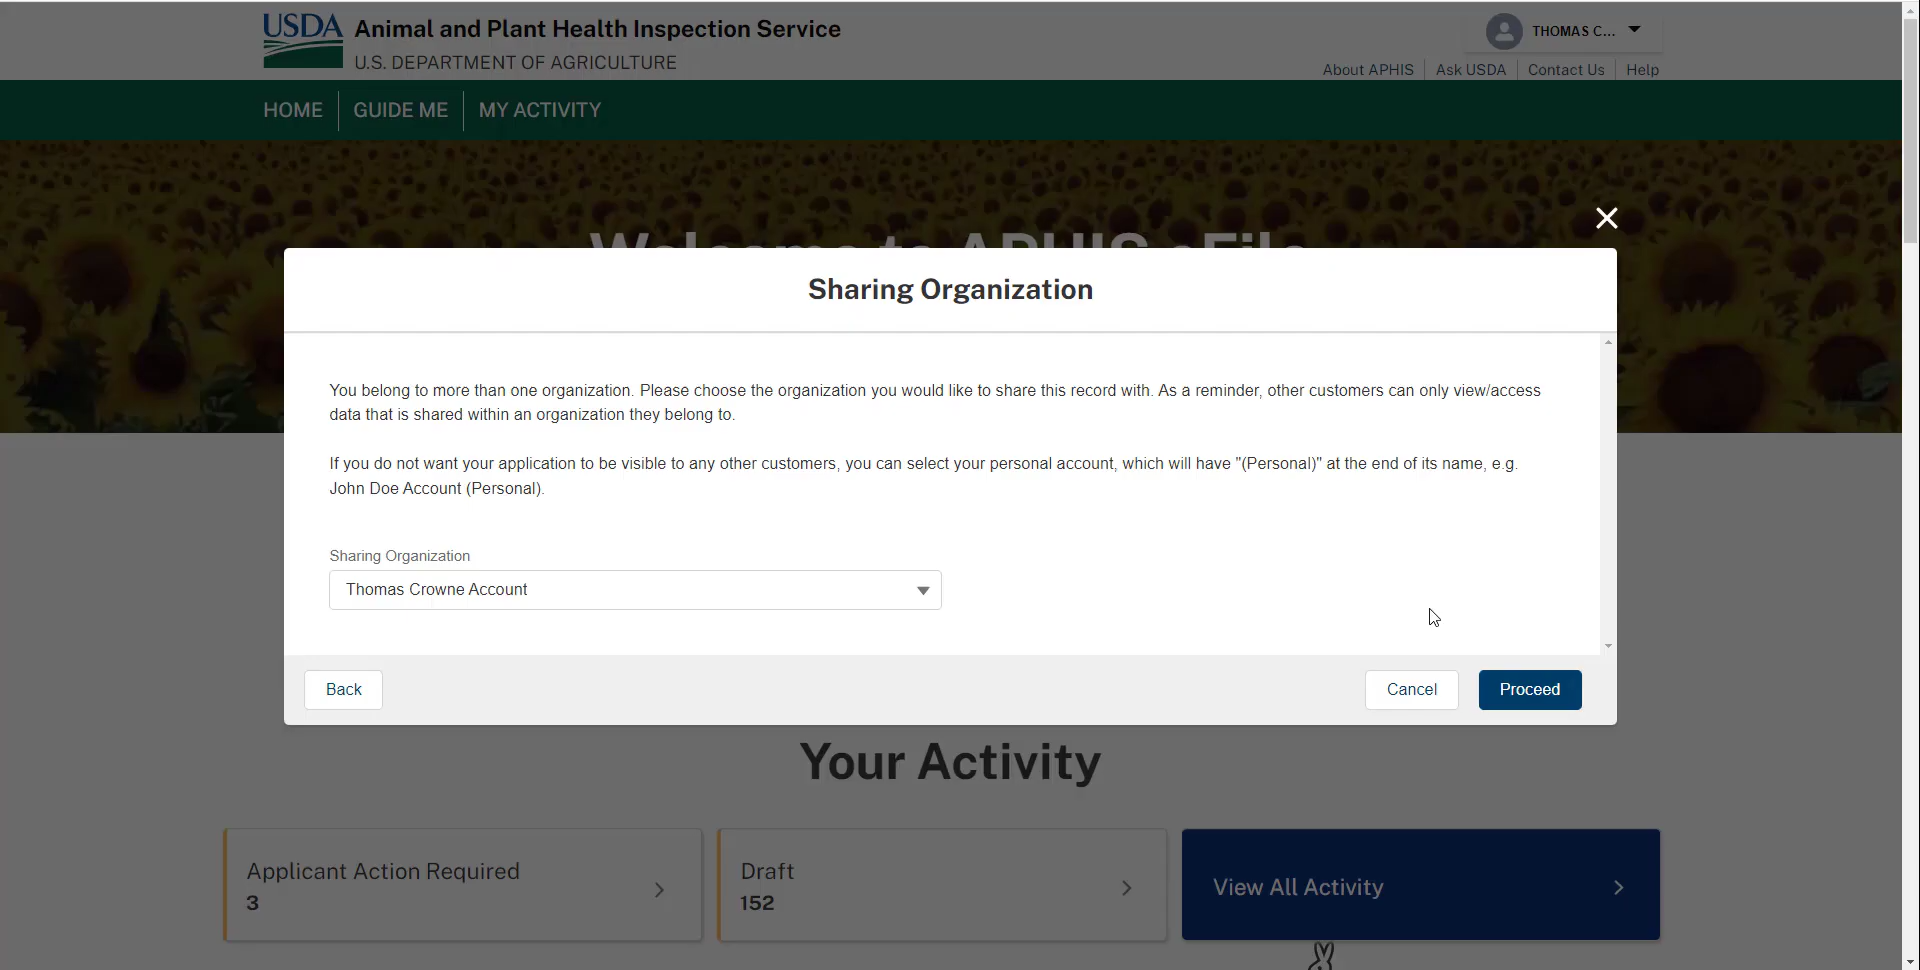 USDA Animal and Plant Health Inspection Service
U.S. DEPARTMENT OF AGRICULTURE
THOMAS C...
About APHIS
Ask USDA
Contact Us
Help
HOME
GUIDE ME
MY ACTIVITY
Welcome to APHIS eFile
Sharing Organization
You belong to more than one organization. Please choose the organization you would like to share this record with. As a reminder, other customers can only view/access
data that is shared within an organization they belong to.
If you do not want your application to be visible to any other customers, you can select your personal account, which will have "(Personal)" at the end of its name, e.g.
John Doe Account (Personal).
Sharing Organization
Thomas Crowne Account
Back
Cancel
Proceed
Your Activity
Applicant Action Required
3
Draft
152
View All Activity